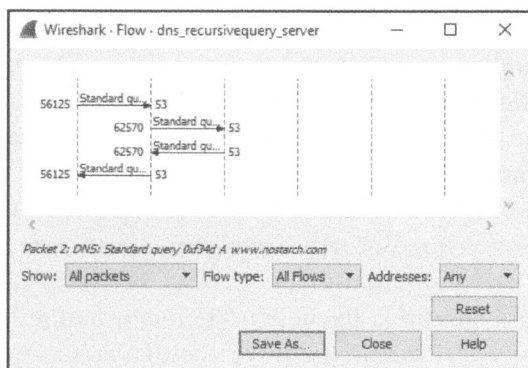 Wireshark · Flow · dns_recursivequery_server
56125 Standard qu... 53
62570 Standard qu... 53
62570 Standard qu... 53
56125 Standard qu... 53
Packet 2: DNS: Standard query 0xf34d A www.nostarch.com
Show: All packets Flow type: All Flows Addresses: Any
Reset
Save As... Close Help